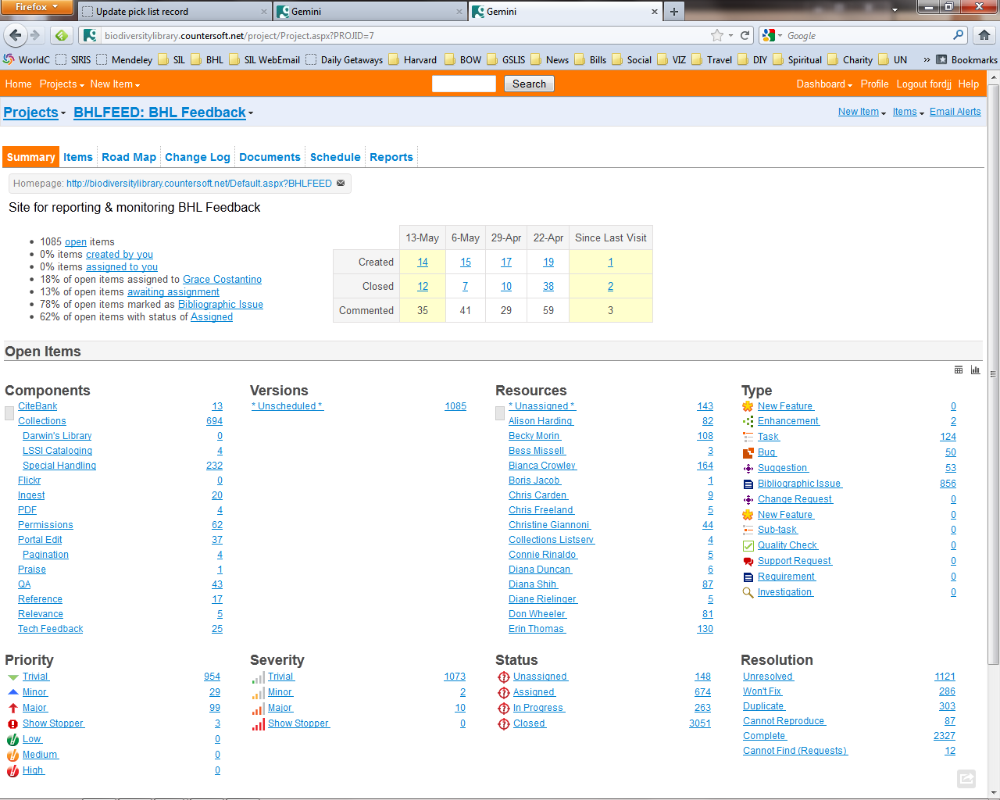 Firefox
Update pick list record
Gemini
Gemini
biodiversitylibrary.countersoft.net/project/Project.aspx?PROJID=7
Google
WorldC SIRIS Mendeley SIL BHL SIL WebEmail Daily Getaways Harvard BOW GSLIS News Bills Social VIZ Travel DIY Spiritual Charity UN » Bookmarks
Home Projects New Item Search Dashboard Profile Logout fordjj Help
Projects BHLFEED: BHL Feedback New Item Items Email Alerts
Summary Items Road Map Change Log Documents Schedule Reports
Homepage: http://biodiversitylibrary.countersoft.net/Default.aspx?BHLFEED
Site for reporting & monitoring BHL Feedback
• 1085 open items
• 0% items created by you
• 0% items assigned to you
• 18% of open items assigned to Grace Costantino
• 13% of open items awaiting assignment
• 78% of open items marked as Bibliographic Issue
• 62% of open items with status of Assigned
13-May 6-May 29-Apr 22-Apr Since Last Visit
Created 14 15 17 19 1
Closed 12 7 10 38 2
Commented 35 41 29 59 3
Open Items
Components
CiteBank 13
Collections 694
Darwin's Library 0
LSSI Cataloging 4
Special Handling 232
Flickr 0
Ingest 20
PDF 4
Permissions 62
Portal Edit 37
Pagination 4
Praise 1
QA 43
Reference 17
Relevance 5
Tech Feedback 25
Versions
* Unscheduled * 1085
Resources
* Unassigned * 143
Alison Harding 82
Becky Morin 108
Bess Missell 3
Bianca Crowley 164
Boris Jacob 1
Chris Carden 9
Chris Freeland 5
Christine Giannoni 44
Collections Listserv 4
Connie Rinaldo 5
Diana Duncan 6
Diana Shih 87
Diane Rielinger 5
Don Wheeler 81
Erin Thomas 130
Type
New Feature 0
Enhancement 2
Task 124
Bug 50
Suggestion 53
Bibliographic Issue 856
Change Request 0
New Feature 0
Sub-task 0
Quality Check 0
Support Request 0
Requirement 0
Investigation 0
Priority
Trivial 954
Minor 29
Major 99
Show Stopper 3
Low 0
Medium 0
High 0
Severity
Trivial 1073
Minor 2
Major 10
Show Stopper 0
Status
Unassigned 148
Assigned 674
In Progress 263
Closed 3051
Resolution
Unresolved 1121
Won't Fix 286
Duplicate 303
Cannot Reproduce 87
Complete 2327
Cannot Find (Requests) 12